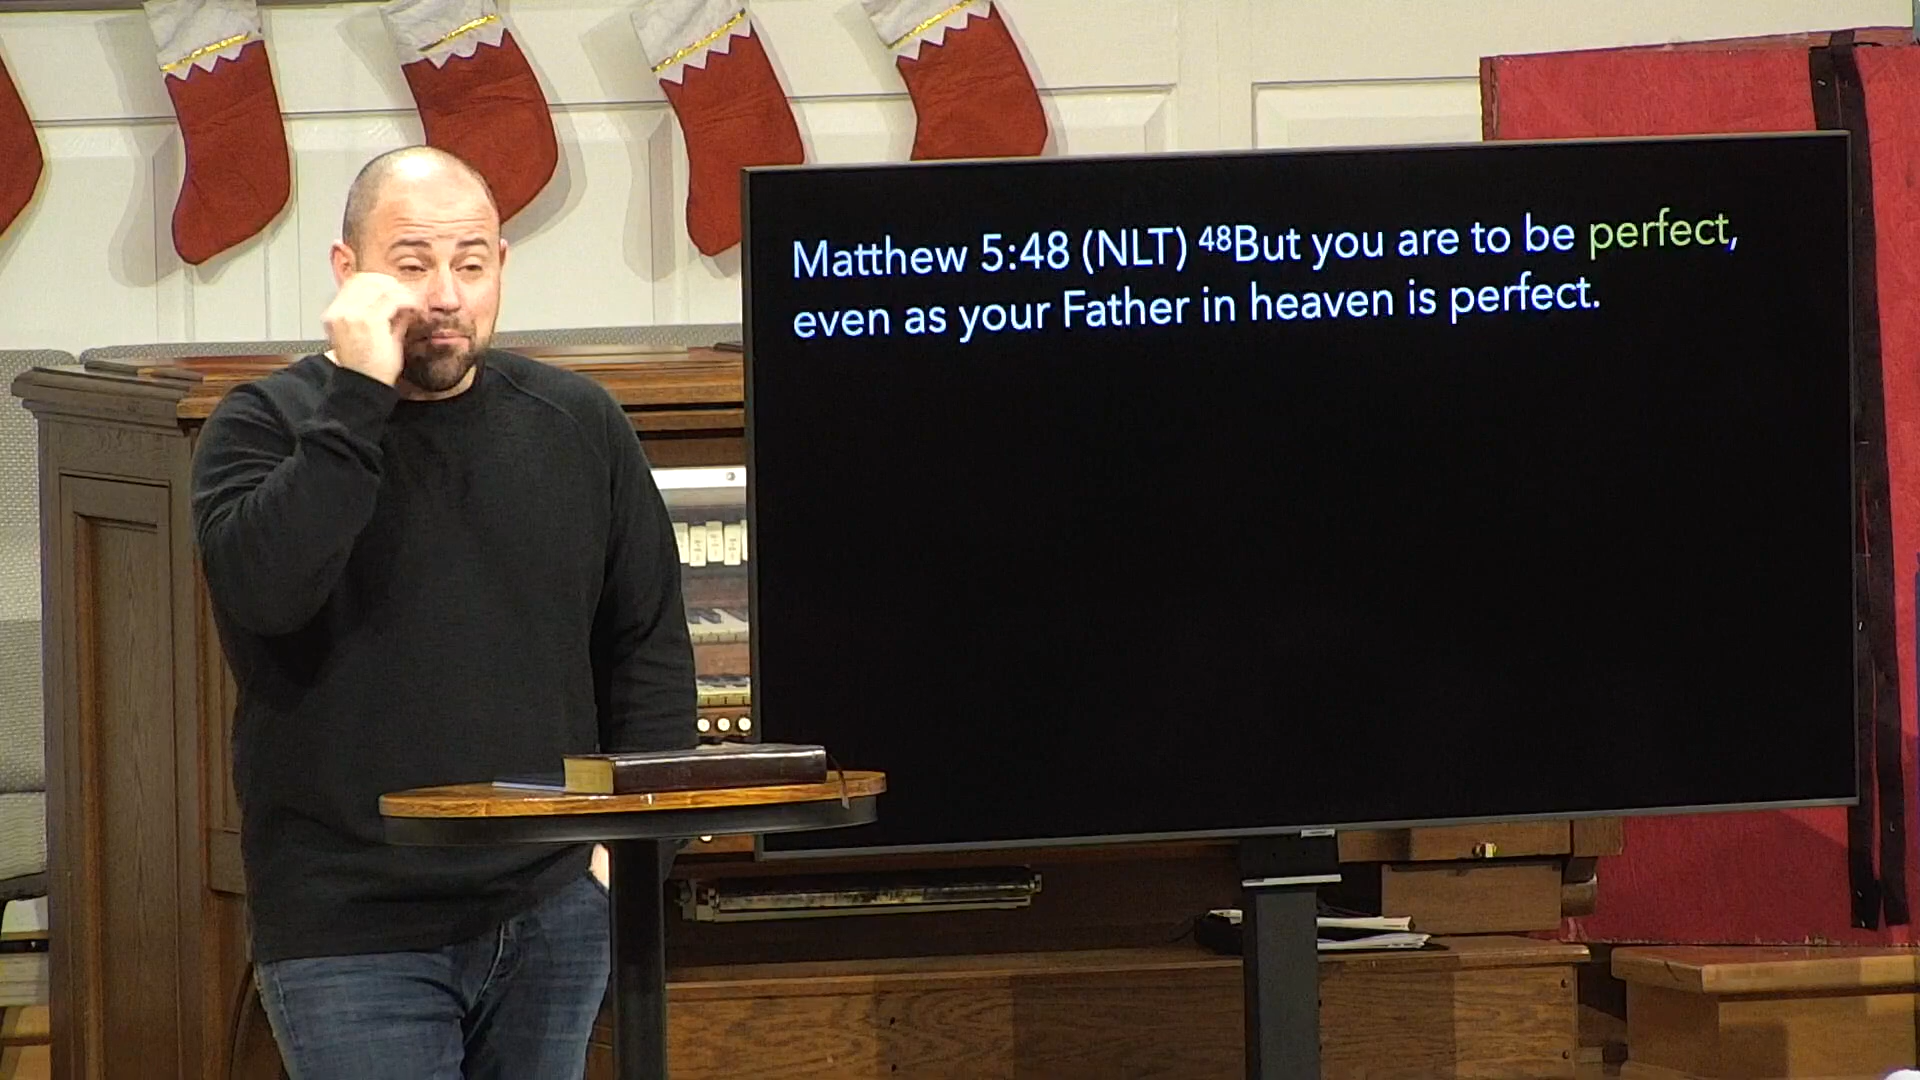 Matthew 5:48 (NLT) 48But you are to be perfect,
even as your Father in heaven is perfect.